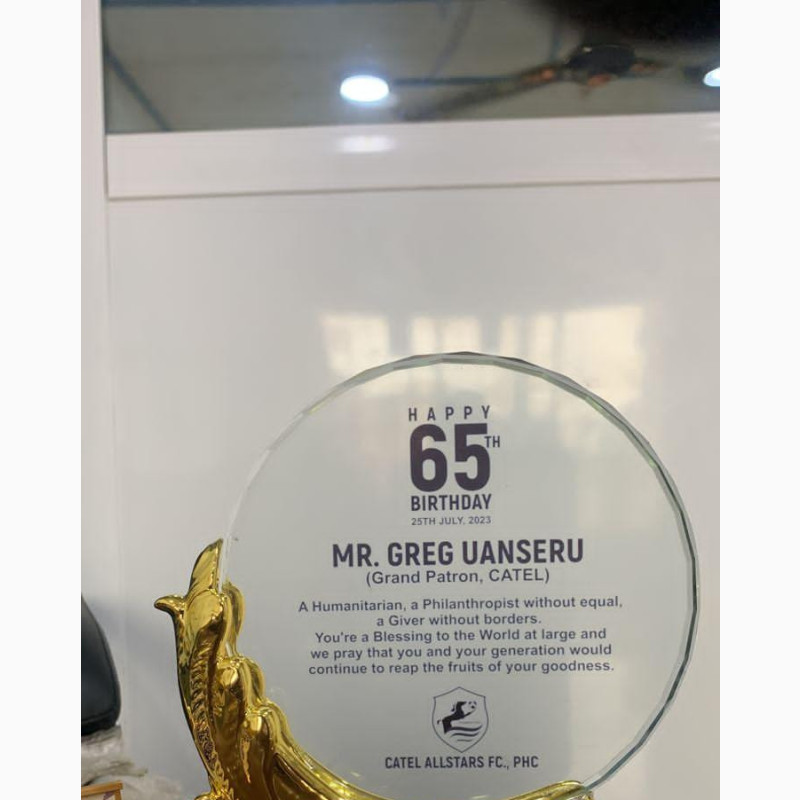 HAPPY
65TH
BIRTHDAY
25TH JULY, 2023
MR. GREG UANSERU
(Grand Patron, CATEL)
A Humanitarian, a Philanthropist without equal,
a Giver without borders.
You're a Blessing to the World at large and
we pray that you and your generation would
continue to reap the fruits of your goodness.
CATEL ALLSTARS FC., PHC